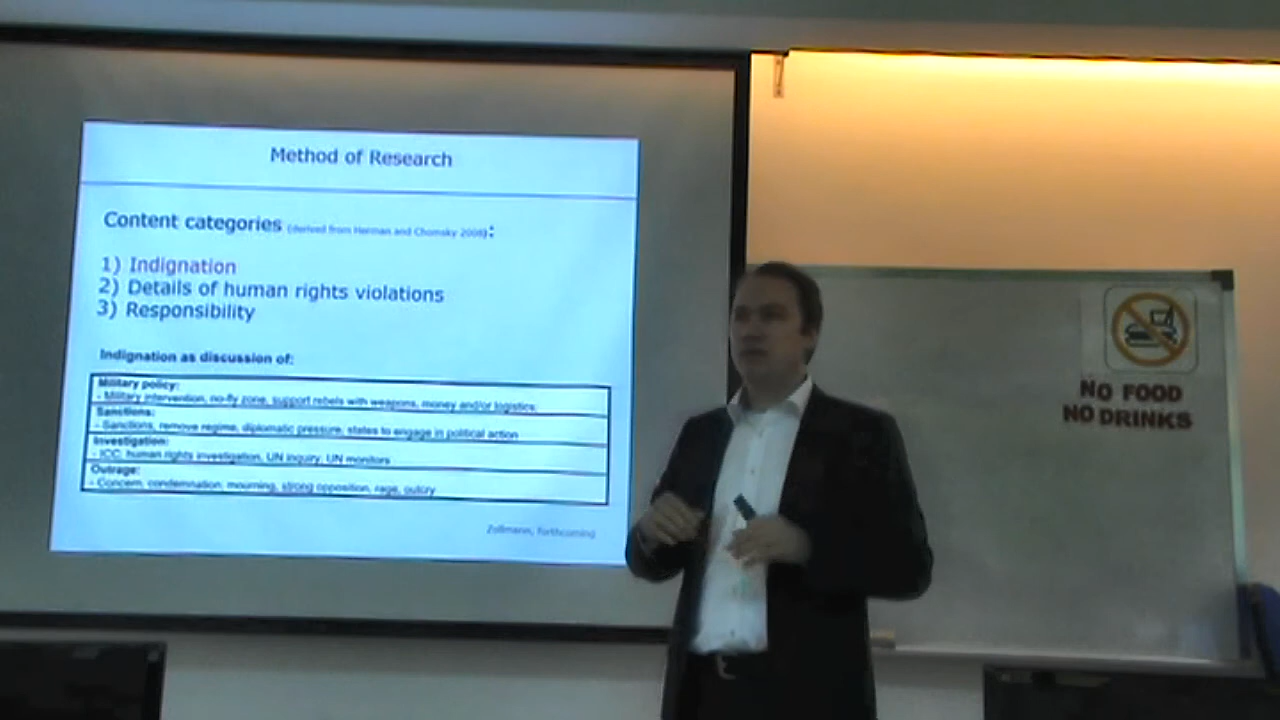 Method of Research
Content categories (derived from Herman and Chomsky 2008):
1) Indignation
2) Details of human rights violations
3) Responsibility
Indignation as discussion of:
Military policy:
- Military intervention, no-fly zone, support rebels with weapons, money and/or logistics;
Sanctions:
- Sanctions, remove regime, diplomatic pressure, states to engage in political action
Investigation:
- ICC, human rights investigation, UN inquiry, UN monitors
Outrage:
- Concern, condemnation, mourning, strong opposition, rage, outcry
Zollmann, forthcoming
NO FOOD
NO DRINKS